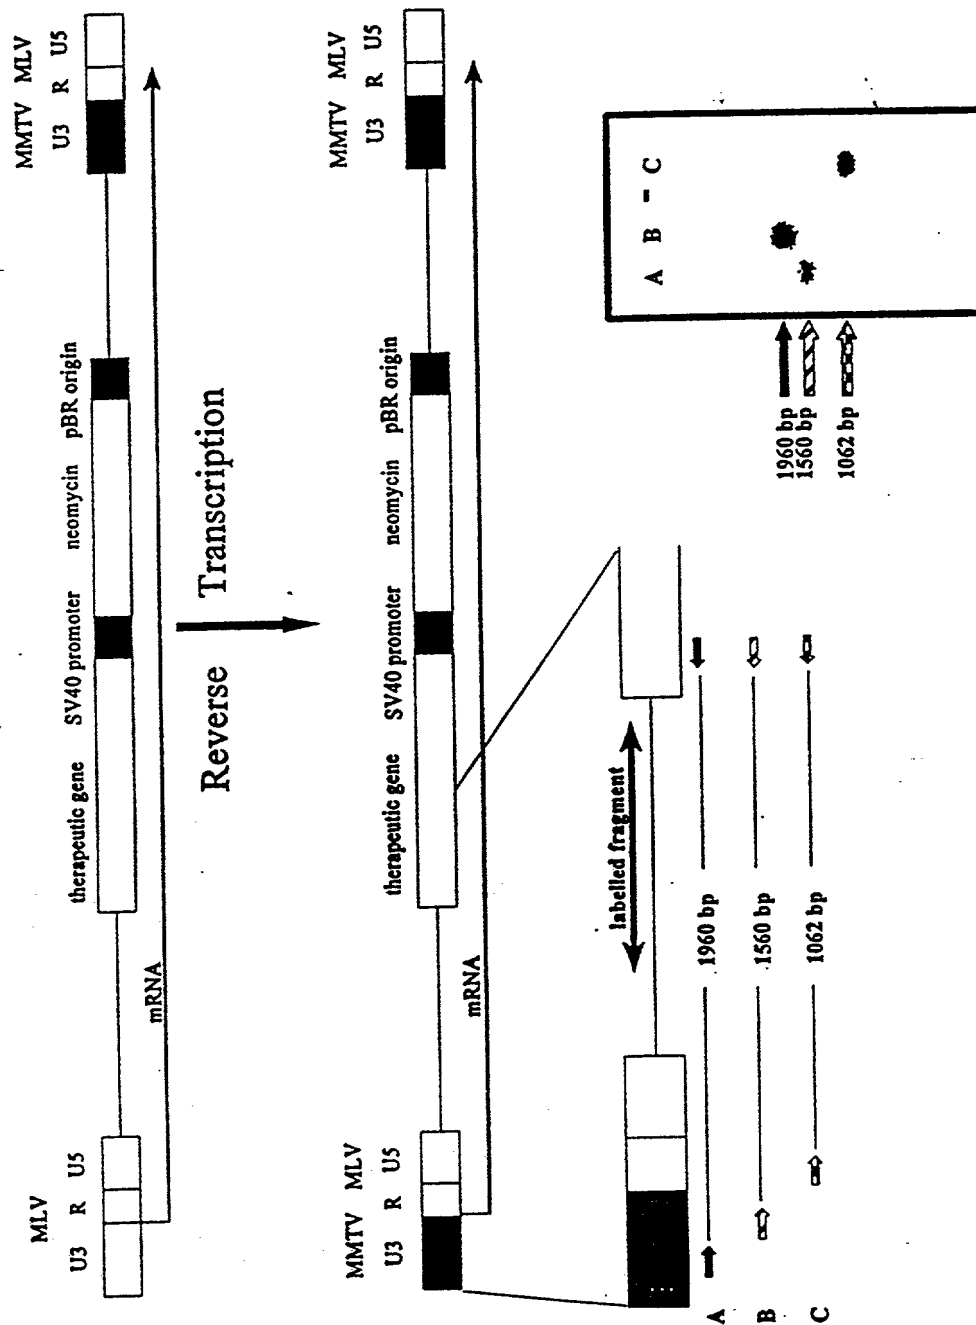 MLV MMTV MLV
U3 R U5 U3 R U5
therapeutic gene SV40 promoter neomycin pBR origin
mRNA
Reverse Transcription
MMTV MLV MMTV MLV
U3 R U5 U3 R U5
therapeutic gene SV40 promoter neomycin pBR origin
mRNA
labelled fragment
A 1960 bp
B 1560 bp
C 1062 bp
A B - C
1960 bp
1560 bp
1062 bp